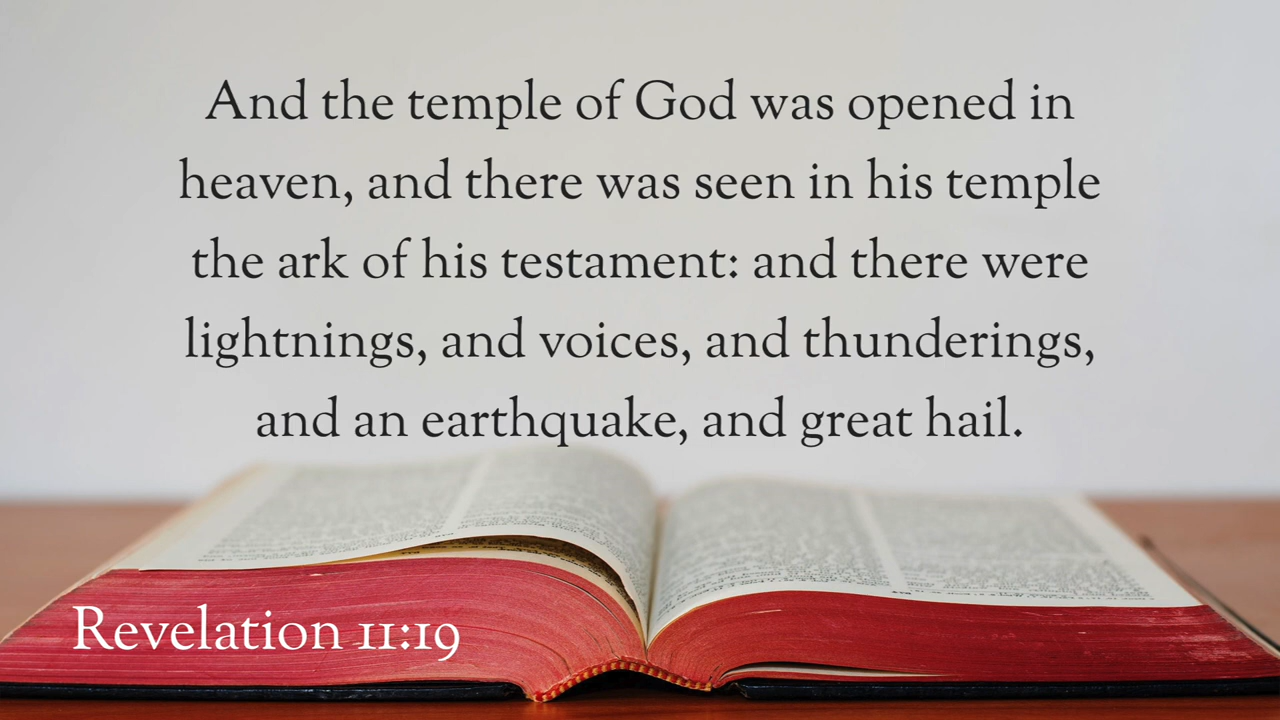 And the temple of God was opened in
heaven, and there was seen in his temple
the ark of his testament: and there were
lightnings, and voices, and thunderings,
and an earthquake, and great hail.
Revelation 11:19